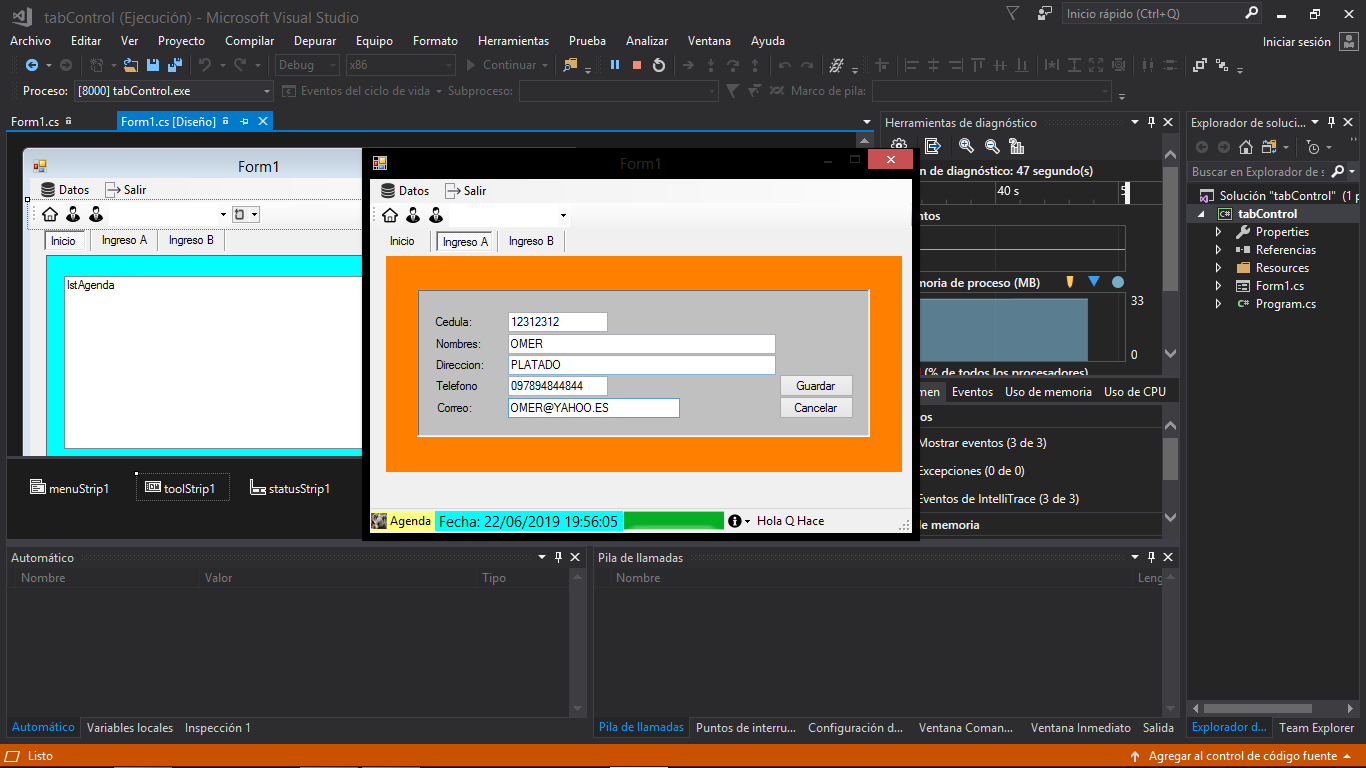 tabControl (Ejecución) - Microsoft Visual Studio
Inicio rápido (Ctrl+Q)
Archivo Editar Ver Proyecto Compilar Depurar Equipo Formato Herramientas Prueba Analizar Ventana Ayuda
Iniciar sesión
Debug x86 Continuar
Proceso: [8000] tabControl.exe Eventos del ciclo de vida Subproceso: Marco de pila:
Form1.cs Form1.cs [Diseño]
Form1
Datos Salir
Inicio Ingreso A Ingreso B
lstAgenda
menuStrip1 toolStrip1 statusStrip1
Form1
Datos Salir
Inicio Ingreso A Ingreso B
Cedula: 12312312
Nombres: OMER
Direccion: PLATADO
Telefono 097894844844 Guardar
Correo: OMER@YAHOO.ES Cancelar
Agenda Fecha: 22/06/2019 19:56:05 Hola Q Hace
Herramientas de diagnóstico
n de diagnóstico: 47 segundo(s)
40 s 5
ntos
noria de proceso (MB)
33
0
(% de todos los procesadores)
men Eventos Uso de memoria Uso de CPU
os
Mostrar eventos (3 de 3)
Excepciones (0 de 0)
Eventos de IntelliTrace (3 de 3)
de memoria
Explorador de soluci...
Buscar en Explorador de s
Solución "tabControl" (1 p
tabControl
Properties
Referencias
Resources
Form1.cs
Program.cs
Explorador d... Team Explorer
Automático
Nombre Valor Tipo
Automático Variables locales Inspección 1
Pila de llamadas
Nombre Leng
Pila de llamadas Puntos de interru... Configuración d... Ventana Coman... Ventana Inmediato Salida
Listo
Agregar al control de código fuente